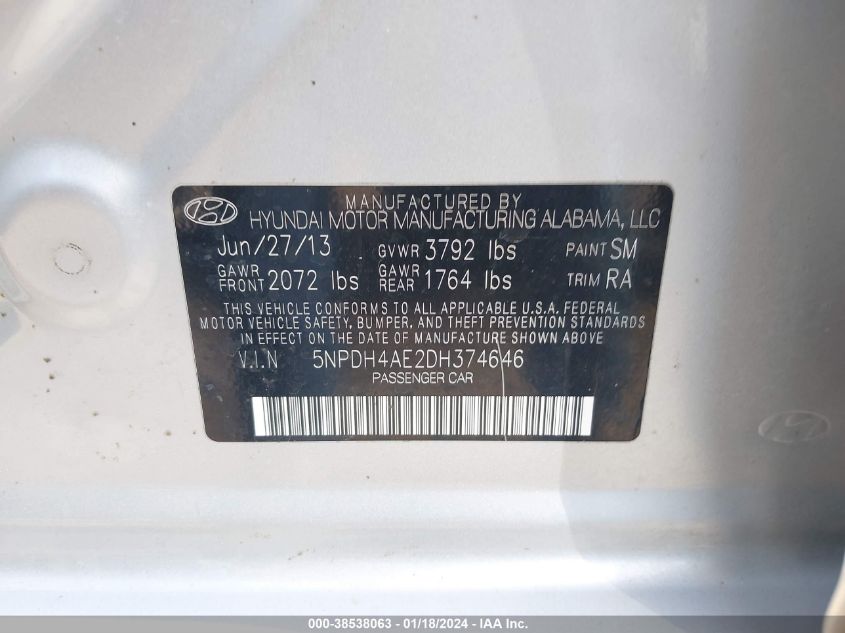 MANUFACTURED BY
HYUNDAI MOTOR MANUFACTURING ALABAMA, LLC
Jun/27/13 GVWR 3792 lbs PAINT SM
GAWR FRONT 2072 lbs GAWR REAR 1764 lbs TRIM RA
THIS VEHICLE CONFORMS TO ALL APPLICABLE U.S.A. FEDERAL
MOTOR VEHICLE SAFETY, BUMPER, AND THEFT PREVENTION STANDARDS
IN EFFECT ON THE DATE OF MANUFACTURE SHOWN ABOVE
V.I.N 5NPDH4AE2DH374646
PASSENGER CAR
000-38538063 - 01/18/2024 - IAA Inc.